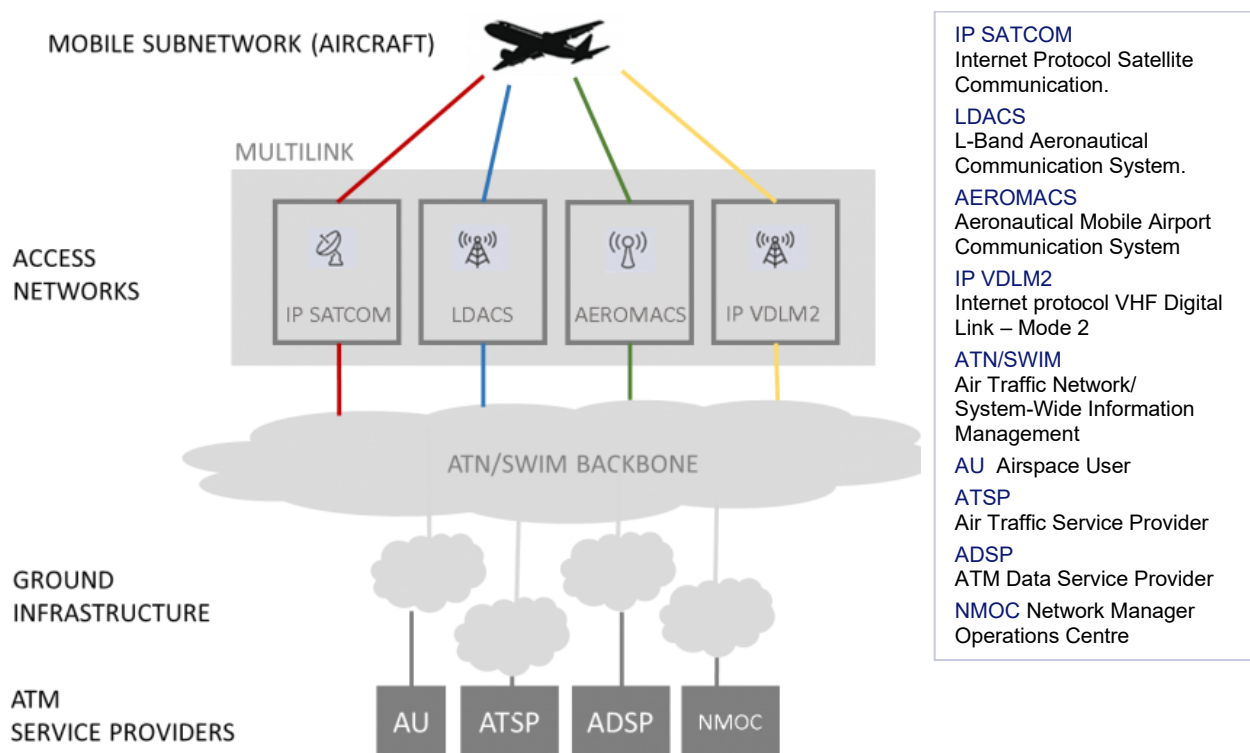 MOBILE SUBNETWORK (AIRCRAFT)
MULTILINK
ACCESS
NETWORKS
IP SATCOM
LDACS
AEROMACS
IP VDLM2
ATN/SWIM BACKBONE
GROUND
INFRASTRUCTURE
ATM
SERVICE PROVIDERS
AU
ATSP
ADSP
NMOC
IP SATCOM
Internet Protocol Satellite
Communication.
LDACS
L-Band Aeronautical
Communication System.
AEROMACS
Aeronautical Mobile Airport
Communication System
IP VDLM2
Internet protocol VHF Digital
Link – Mode 2
ATN/SWIM
Air Traffic Network/
System-Wide Information
Management
AU Airspace User
ATSP
Air Traffic Service Provider
ADSP
ATM Data Service Provider
NMOC Network Manager
Operations Centre